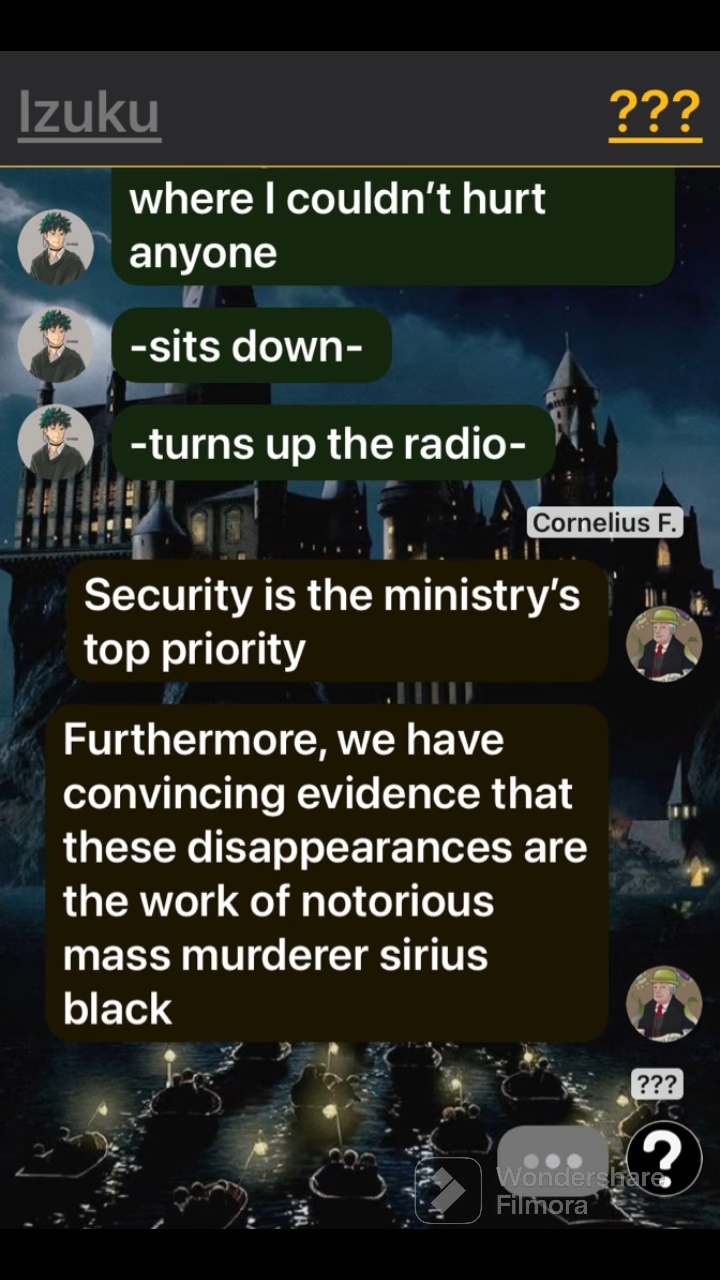 Izuku
???
where I couldn't hurt
anyone
-sits down-
-turns up the radio-
Cornelius F.
Security is the ministry's
top priority
Furthermore, we have
convincing evidence that
these disappearances are
the work of notorious
mass murderer sirius
black
???
...
?
Wondershare
Filmora